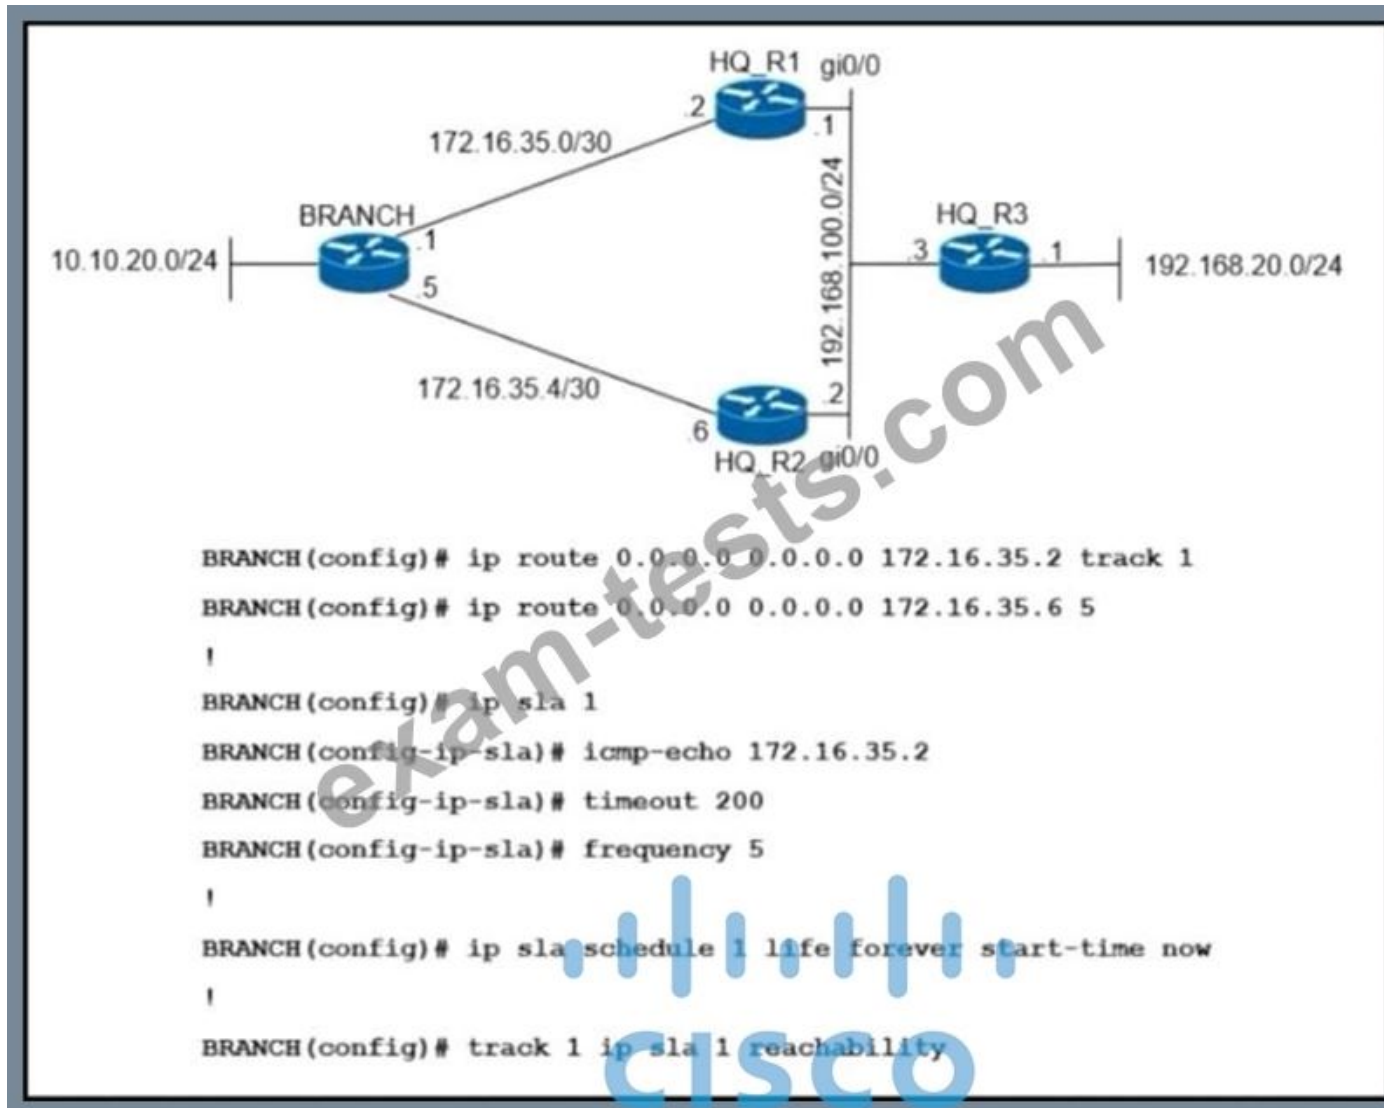 HQ_R1 gi0/0
.2
.1
172.16.35.0/30
BRANCH
.1
10.10.20.0/24
.5
192.168.100.0/24
HQ_R3
.3
.1
192.168.20.0/24
172.16.35.4/30
.2
.6
HQ_R2 gi0/0
exam-tests.com
BRANCH(config)# ip route 0.0.0.0 0.0.0.0 172.16.35.2 track 1
BRANCH(config)# ip route 0.0.0.0 0.0.0.0 172.16.35.6 5
!
BRANCH(config)# ip sla 1
BRANCH(config-ip-sla)# icmp-echo 172.16.35.2
BRANCH(config-ip-sla)# timeout 200
BRANCH(config-ip-sla)# frequency 5
!
BRANCH(config)# ip sla schedule 1 life forever start-time now
!
BRANCH(config)# track 1 ip sla 1 reachability
CISCO